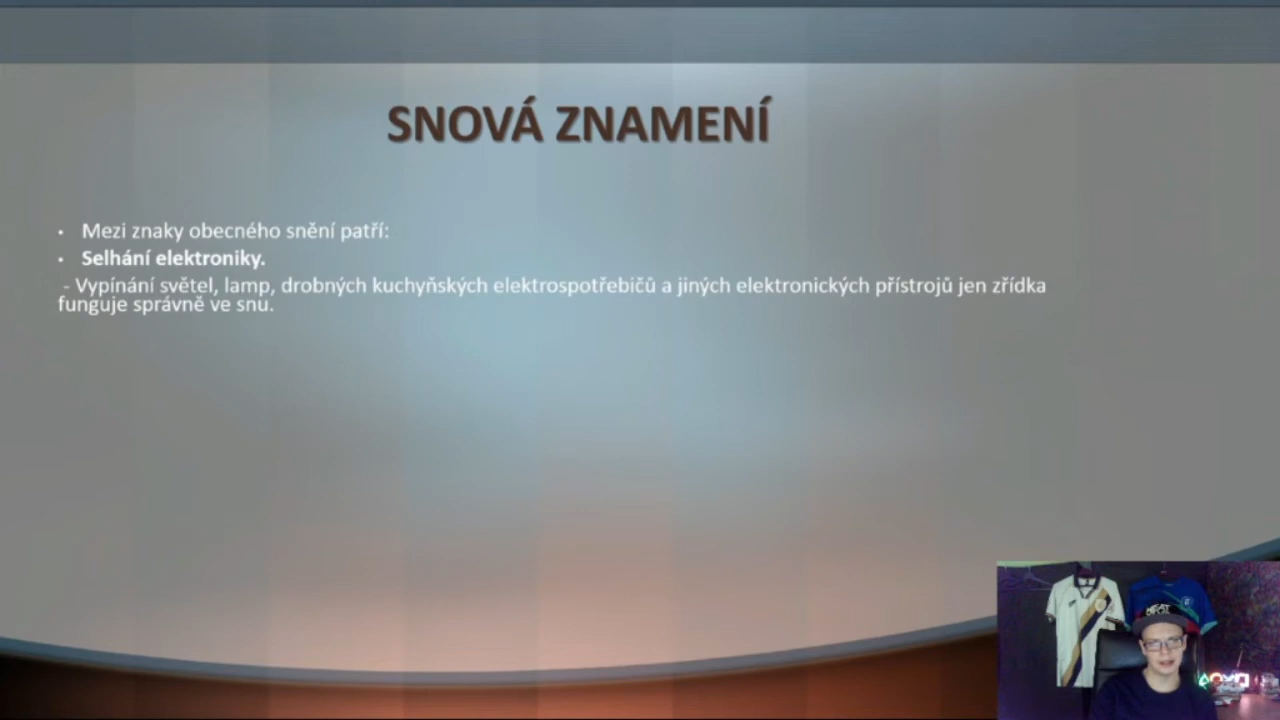 SNOVÁ ZNAMENÍ
• Mezi znaky obecného snění patří:
• Selhání elektroniky.
- Vypínání světel, lamp, drobných kuchyňských elektrospotřebičů a jiných elektronických přístrojů jen zřídka
funguje správně ve snu.